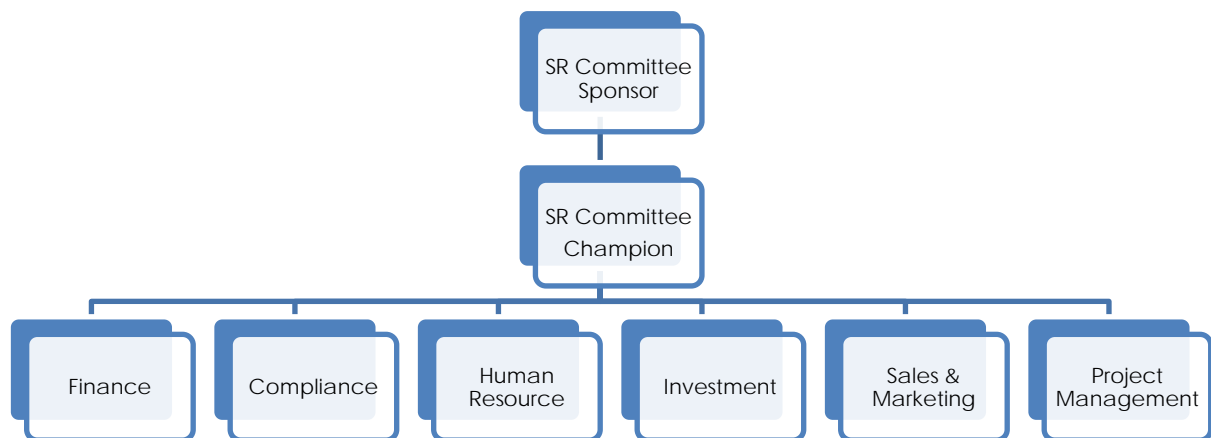 SR Committee
Sponsor
SR Committee
Champion
Finance
Compliance
Human
Resource
Investment
Sales &
Marketing
Project
Management